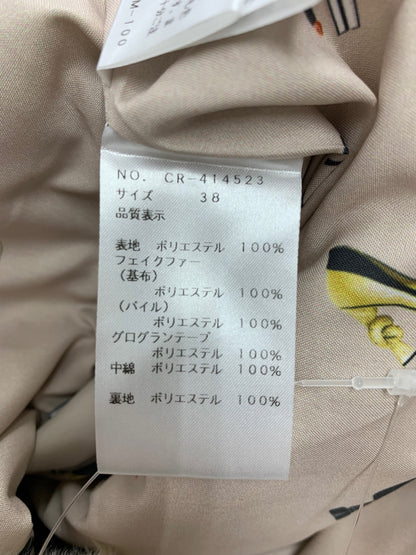 M-100
NO. CR-414523
サイズ 38
品質表示
表地 ポリエステル 100%
フェイクファー
(基布)
ポリエステル 100%
(パイル)
ポリエステル 100%
グログランテープ
ポリエステル 100%
中綿 ポリエステル 100%
裏地 ポリエステル 100%